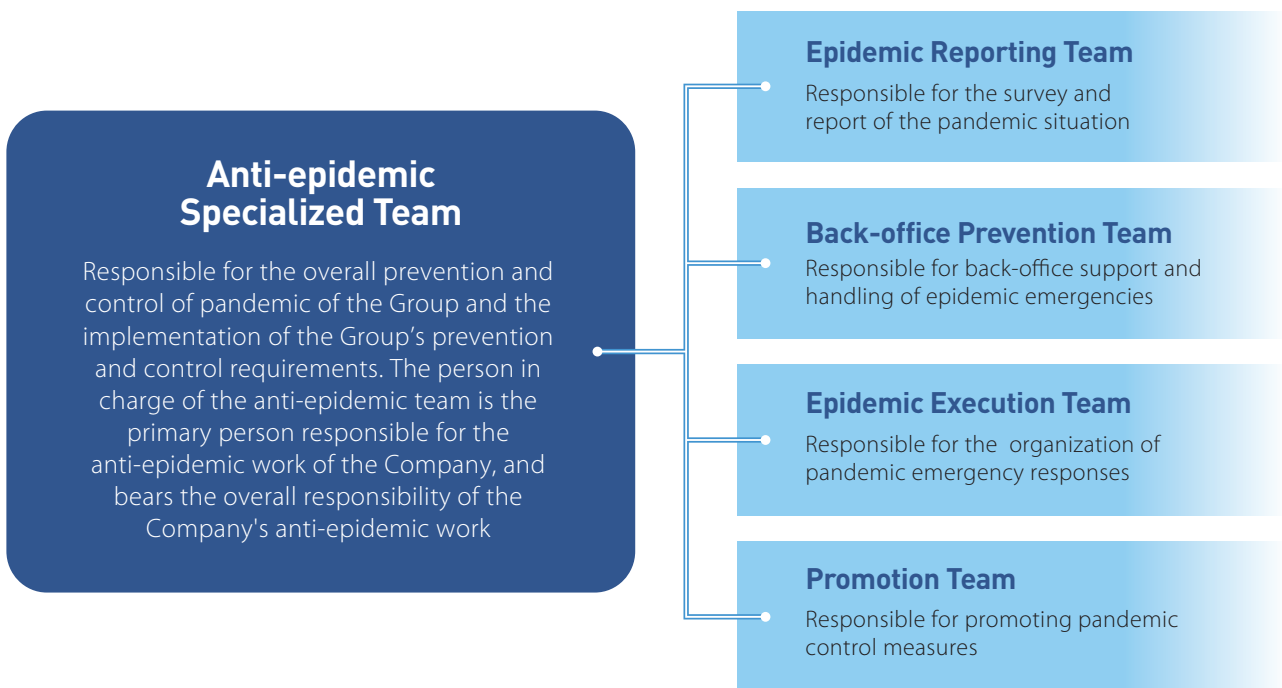 Anti-epidemic
Specialized Team
Responsible for the overall prevention and
control of pandemic of the Group and the
implementation of the Group's prevention
and control requirements. The person in
charge of the anti-epidemic team is the
primary person responsible for the
anti-epidemic work of the Company, and
bears the overall responsibility of the
Company's anti-epidemic work
Epidemic Reporting Team
Responsible for the survey and
report of the pandemic situation
Back-office Prevention Team
Responsible for back-office support and
handling of epidemic emergencies
Epidemic Execution Team
Responsible for the organization of
pandemic emergency responses
Promotion Team
Responsible for promoting pandemic
control measures